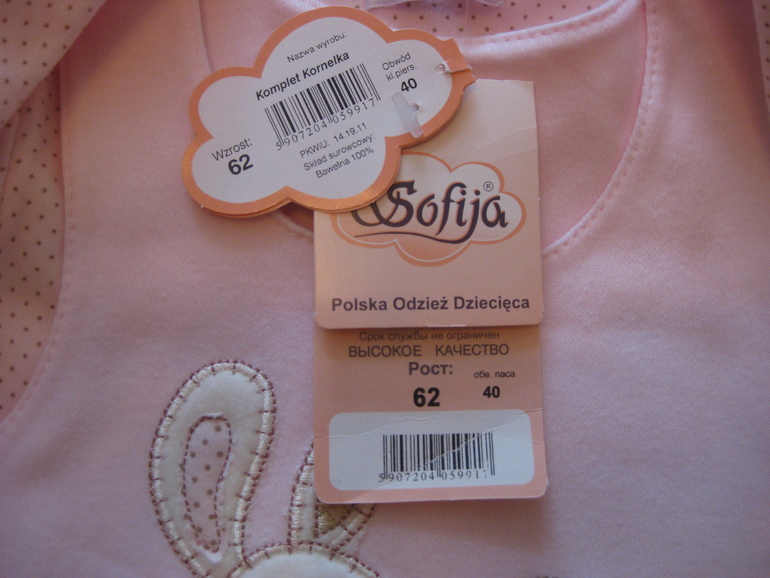 Nazwa wyrobu:
Komplet Kornelka
Obwód
kl.piers.
40
5 907204 059917
Wzrost:
62
PKWiU: 14.19.11
Skład surowcowy:
Bawełna 100%
Sofija®
Polska Odzież Dziecięca
Срок службы не ограничен
ВЫСОКОЕ КАЧЕСТВО
Рост:
62
обв. паса
40
5 907204 059917